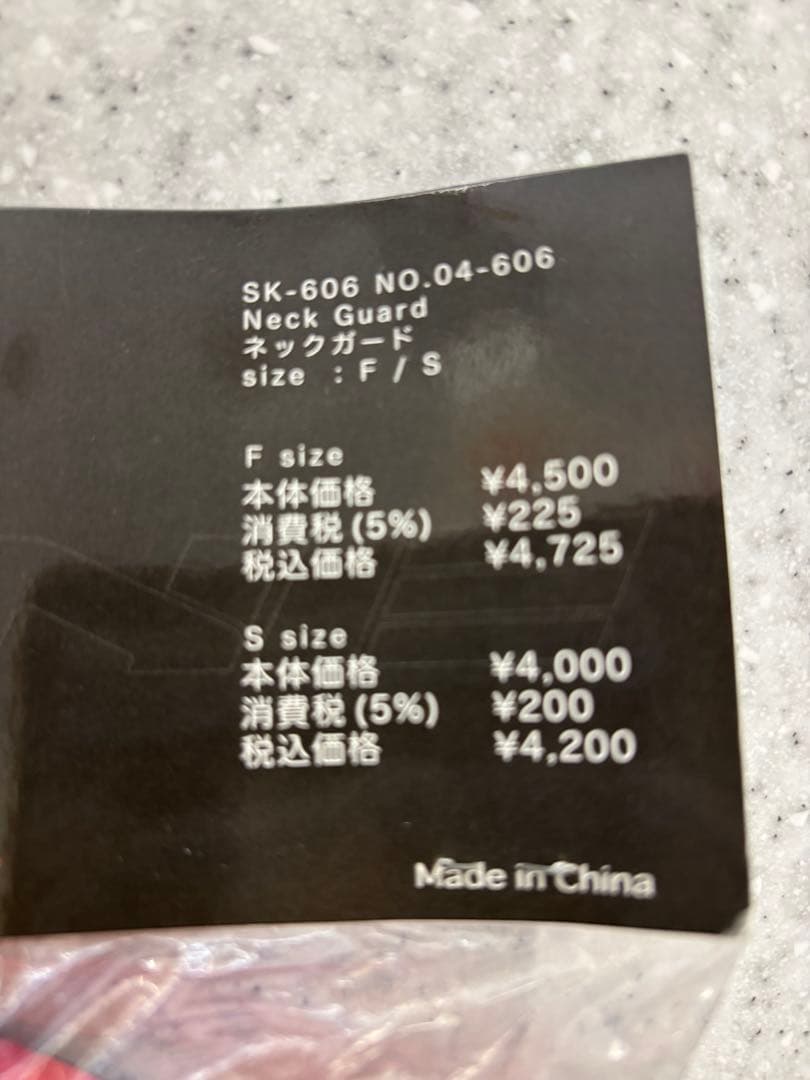 SK-606 NO.04-606
Neck Guard
ネックガード
size : F / S
F size
本体価格 ¥4,500
消費税(5%) ¥225
税込価格 ¥4,725
S size
本体価格 ¥4,000
消費税(5%) ¥200
税込価格 ¥4,200
Made in China